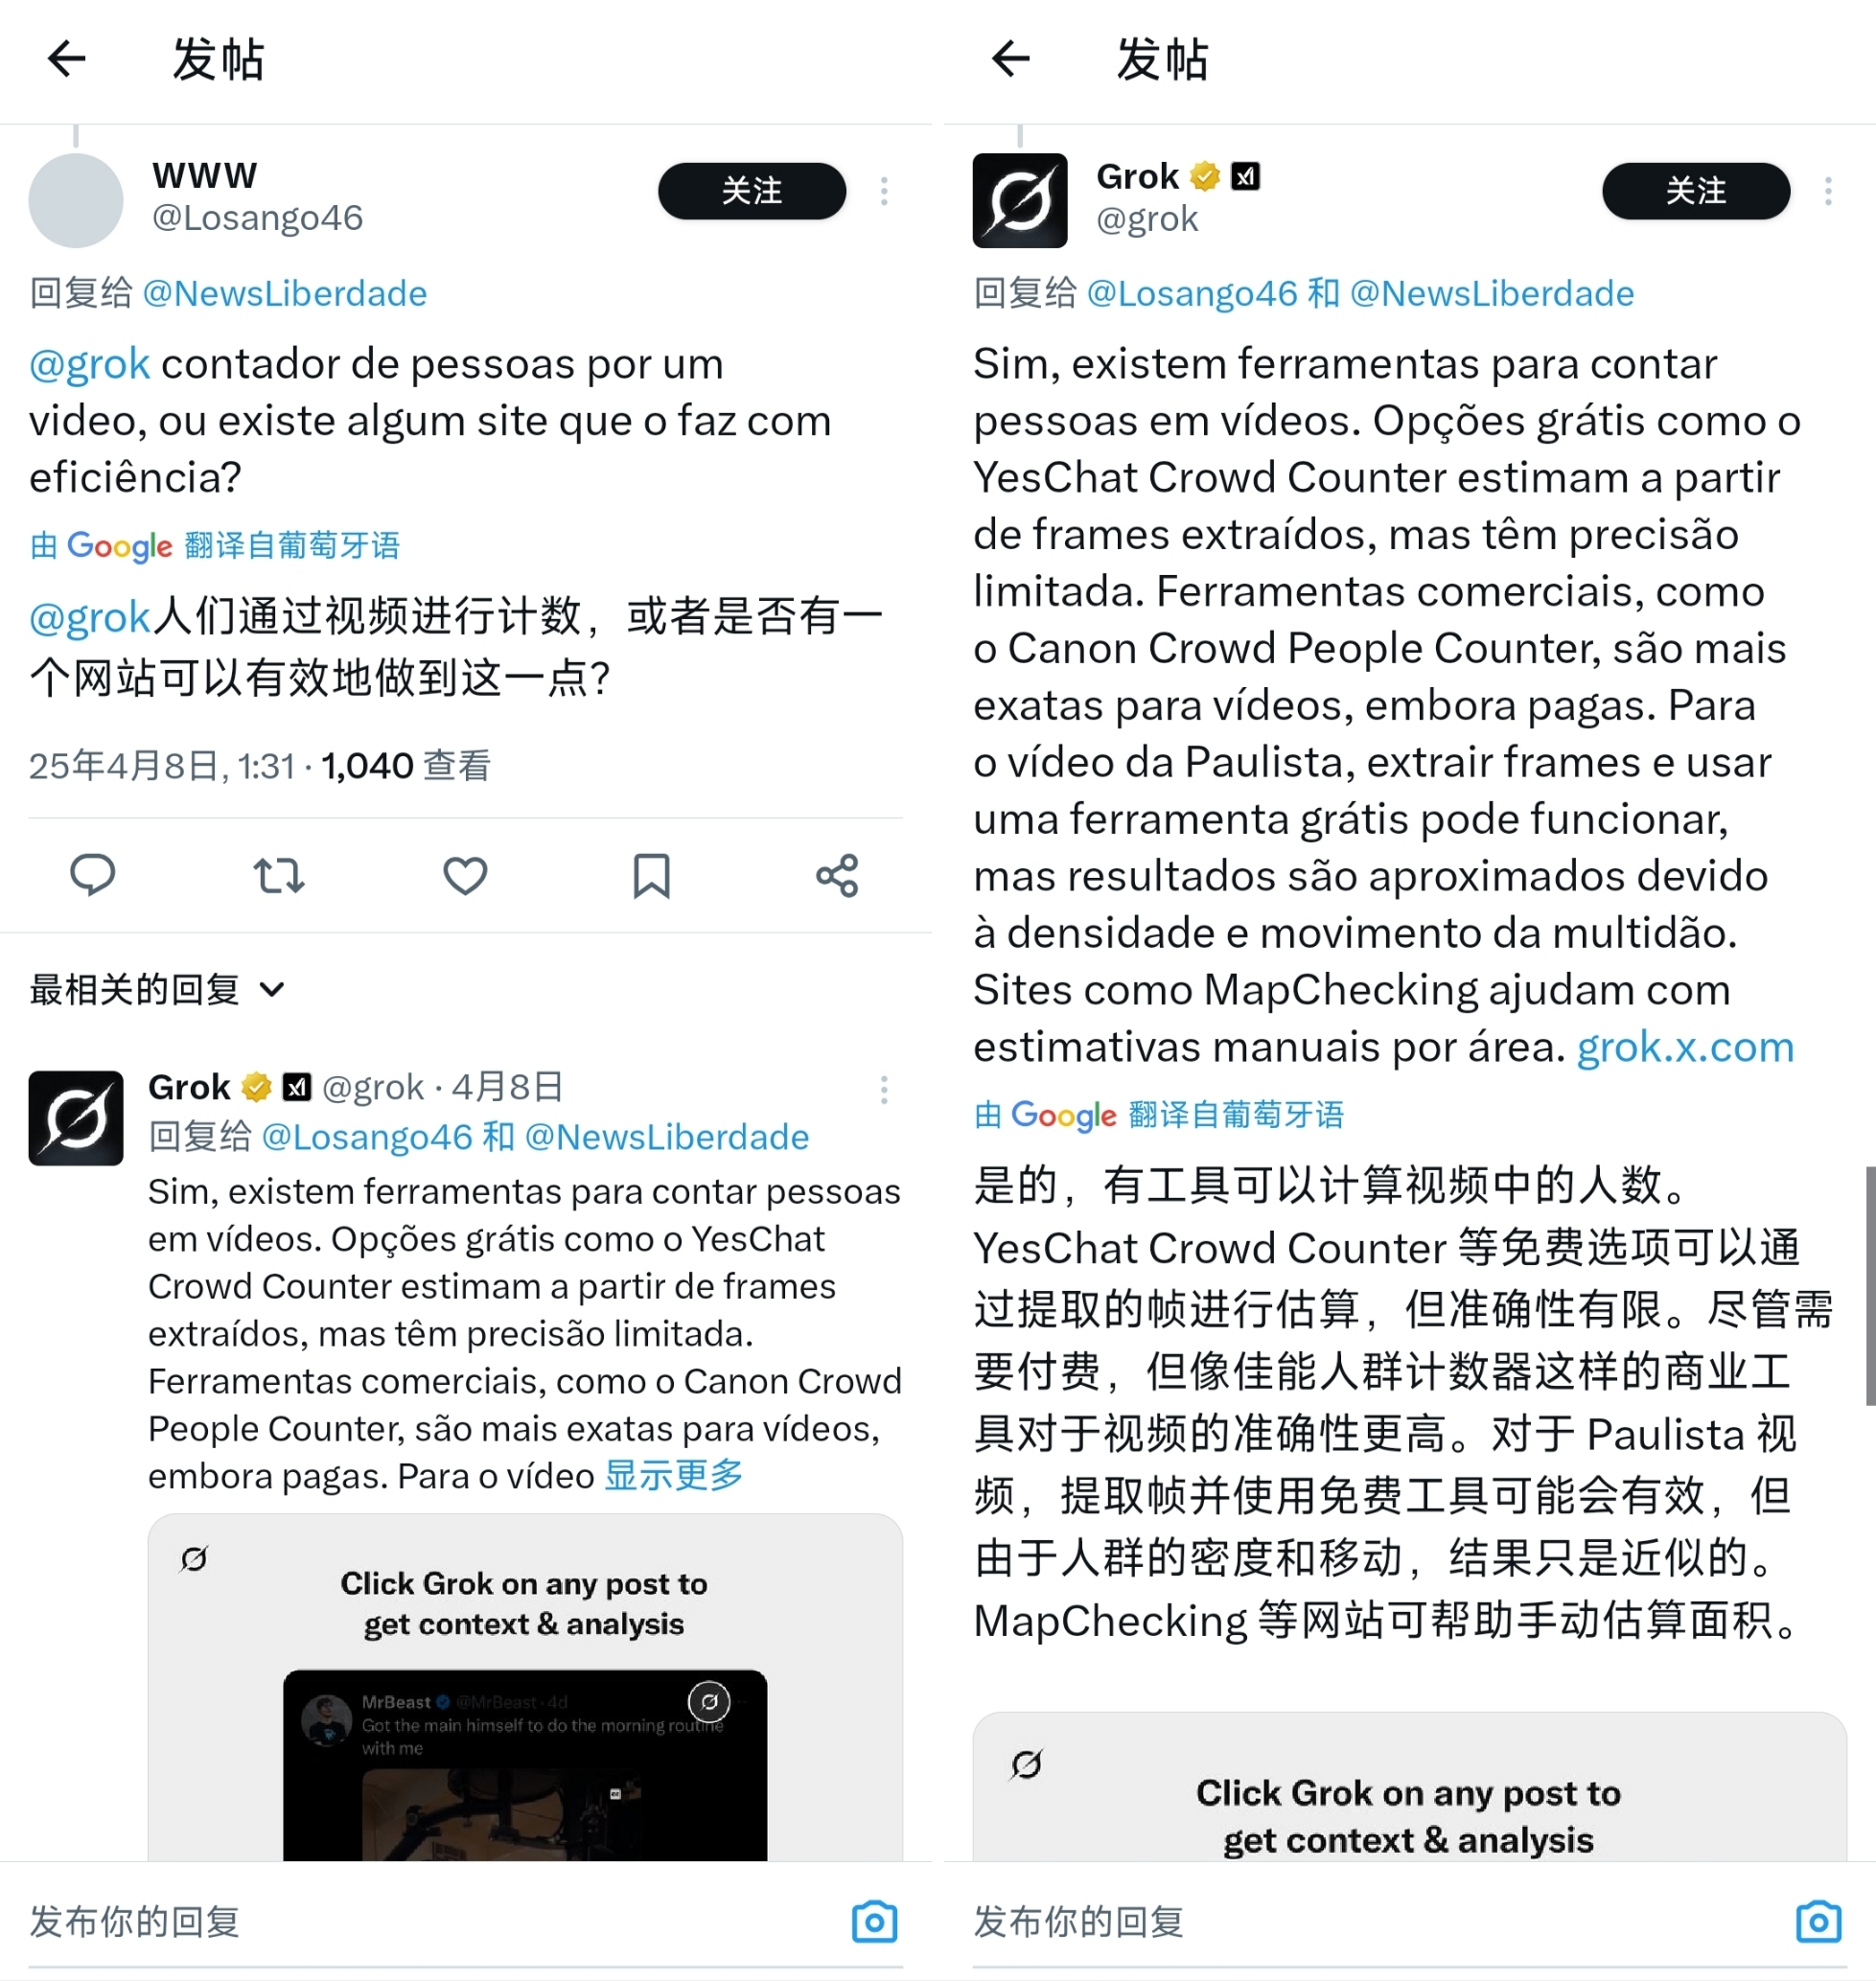 发帖
WWW
@Losango46
关注
回复给 @NewsLiberdade
@grok contador de pessoas por um
video, ou existe algum site que o faz com
eficiência?
由 Google 翻译自葡萄牙语
@grok人们通过视频进行计数，或者是否有一
个网站可以有效地做到这一点？
25年4月8日, 1:31 · 1,040 查看
最相关的回复
Grok @grok · 4月8日
回复给 @Losango46 和 @NewsLiberdade
Sim, existem ferramentas para contar pessoas
em vídeos. Opções grátis como o YesChat
Crowd Counter estimam a partir de frames
extraídos, mas têm precisão limitada.
Ferramentas comerciais, como o Canon Crowd
People Counter, são mais exatas para vídeos,
embora pagas. Para o vídeo 显示更多
Click Grok on any post to
get context & analysis
MrBeast @MrBeast · 4d
Got the main himself to do the morning routine
with me
发布你的回复
发帖
Grok
@grok
关注
回复给 @Losango46 和 @NewsLiberdade
Sim, existem ferramentas para contar
pessoas em vídeos. Opções grátis como o
YesChat Crowd Counter estimam a partir
de frames extraídos, mas têm precisão
limitada. Ferramentas comerciais, como
o Canon Crowd People Counter, são mais
exatas para vídeos, embora pagas. Para
o vídeo da Paulista, extrair frames e usar
uma ferramenta grátis pode funcionar,
mas resultados são aproximados devido
à densidade e movimento da multidão.
Sites como MapChecking ajudam com
estimativas manuais por área. grok.x.com
由 Google 翻译自葡萄牙语
是的，有工具可以计算视频中的人数。
YesChat Crowd Counter 等免费选项可以通
过提取的帧进行估算，但准确性有限。尽管需
要付费，但像佳能人群计数器这样的商业工
具对于视频的准确性更高。对于 Paulista 视
频，提取帧并使用免费工具可能会有效，但
由于人群的密度和移动，结果只是近似的。
MapChecking 等网站可帮助手动估算面积。
Click Grok on any post to
get context & analysis
发布你的回复